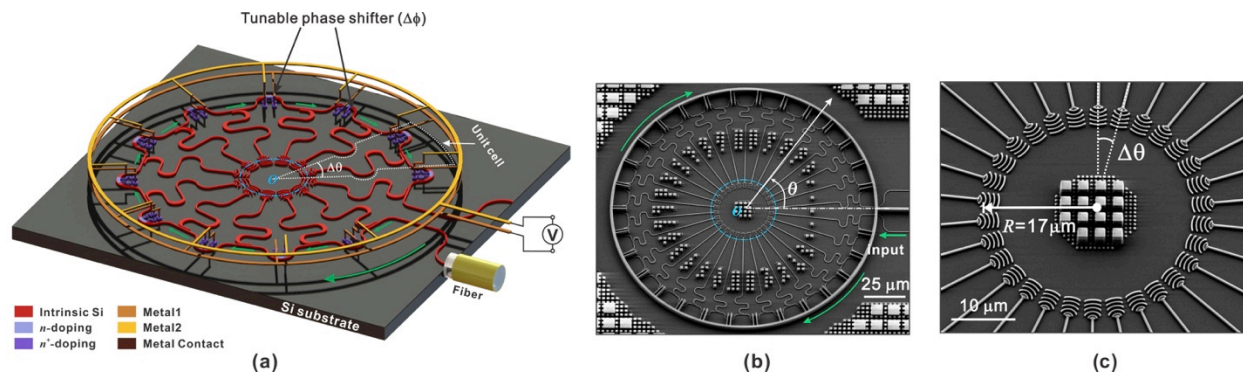 Tunable phase shifter (Δϕ)
Unit cell
Δθ
V
Fiber
Si substrate
Intrinsic Si
n-doping
n⁺-doping
Metal1
Metal2
Metal Contact
(a)
θ
Input
25 μm
(b)
Δθ
R=17μm
10 μm
(c)